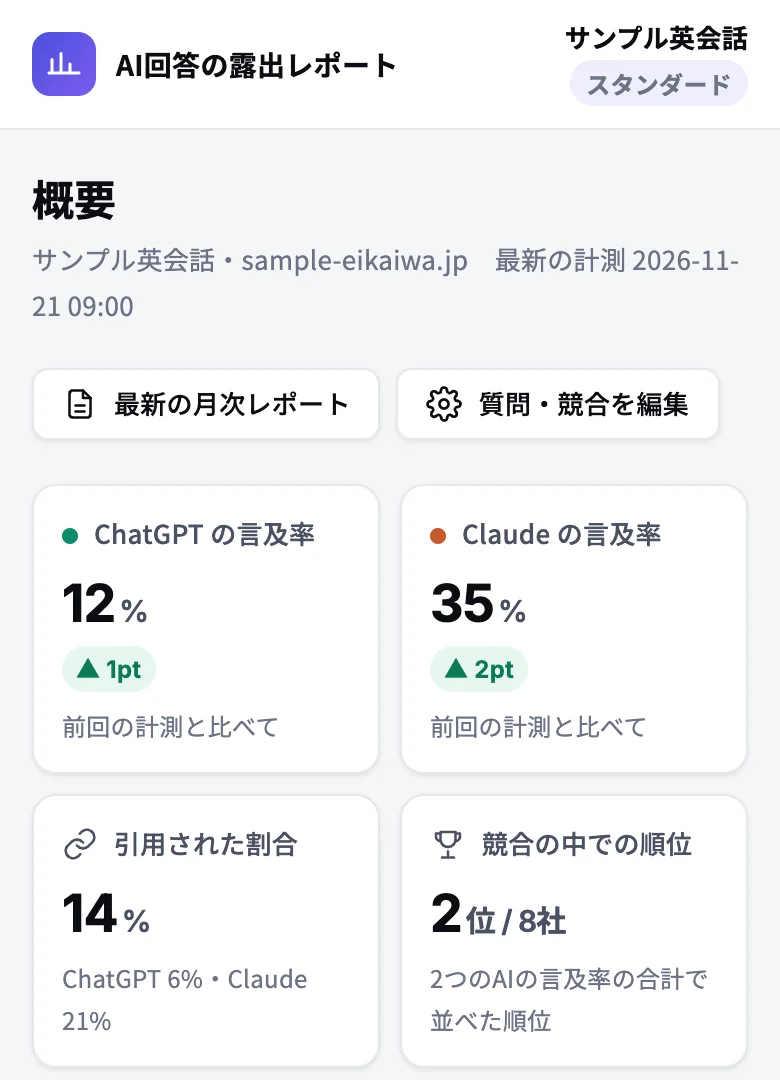 AI回答の露出レポート
サンプル英会話
スタンダード
概要
サンプル英会話・sample-eikaiwa.jp　最新の計測 2026-11-
21 09:00
最新の月次レポート
質問・競合を編集
ChatGPT の言及率
12 %
▲ 1pt
前回の計測と比べて
Claude の言及率
35 %
▲ 2pt
前回の計測と比べて
引用された割合
14 %
ChatGPT 6%・Claude
21%
競合の中での順位
2 位 / 8社
2つのAIの言及率の合計で
並べた順位